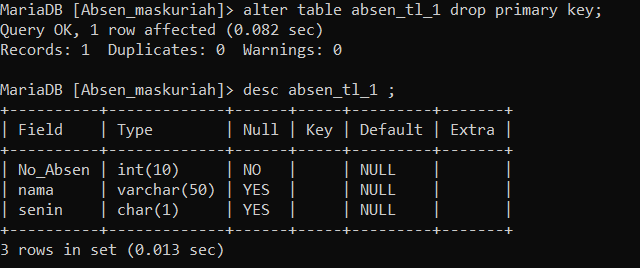 MariaDB [Absen_maskuriah]> alter table absen_tl_1 drop primary key;
Query OK, 1 row affected (0.082 sec)
Records: 1  Duplicates: 0  Warnings: 0

MariaDB [Absen_maskuriah]> desc absen_tl_1 ;
+----------+-------------+------+-----+---------+-------+
| Field    | Type        | Null | Key | Default | Extra |
+----------+-------------+------+-----+---------+-------+
| No_Absen | int(10)     | NO   |     | NULL    |       |
| nama     | varchar(50) | YES  |     | NULL    |       |
| senin    | char(1)     | YES  |     | NULL    |       |
+----------+-------------+------+-----+---------+-------+
3 rows in set (0.013 sec)